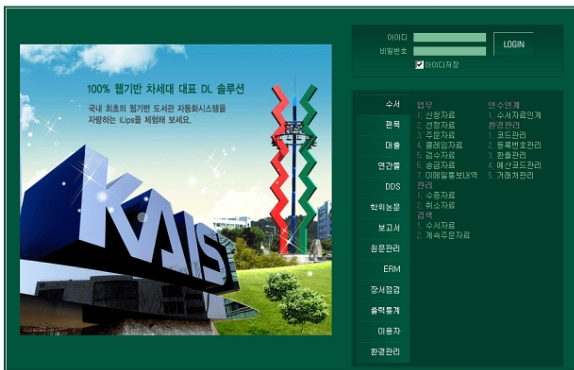 아이디
비밀번호
LOGIN
아이디저장
100% 웹기반 차세대 대표 DL 솔루션
국내 최초의 웹기반 도서관 자동화시스템을
자랑하는 iLips를 체험해 보세요.
KAIS
수서
편목
대출
연간물
DDS
학위논문
보고서
원문관리
ERM
장서점검
출력통계
이용자
환경관리
업무
1. 신청자료
2. 선정자료
3. 주문자료
4. 클레임자료
5. 검수자료
6. 송금자료
7. 이메일통보내역
관리
1. 수증자료
2. 취소자료
검색
1. 수서자료
2. 계속주문자료
인수인계
1. 수서자료인계
환경관리
1. 코드관리
2. 등록번호관리
3. 환율관리
4. 예산코드관리
5. 거래처관리